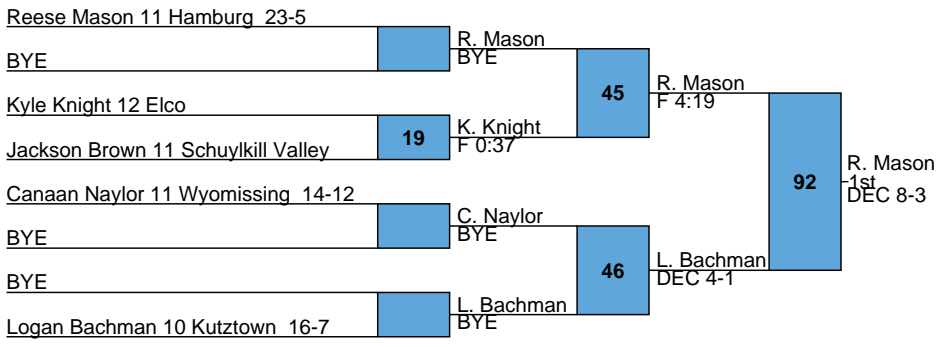 Reese Mason 11 Hamburg  23-5
BYE
R. Mason
BYE
Kyle Knight 12 Elco
Jackson Brown 11 Schuylkill Valley
19
K. Knight
F 0:37
45
R. Mason
F 4:19
Canaan Naylor 11 Wyomissing  14-12
BYE
C. Naylor
BYE
BYE
Logan Bachman 10 Kutztown  16-7
L. Bachman
BYE
46
L. Bachman
DEC 4-1
92
R. Mason
1st
DEC 8-3